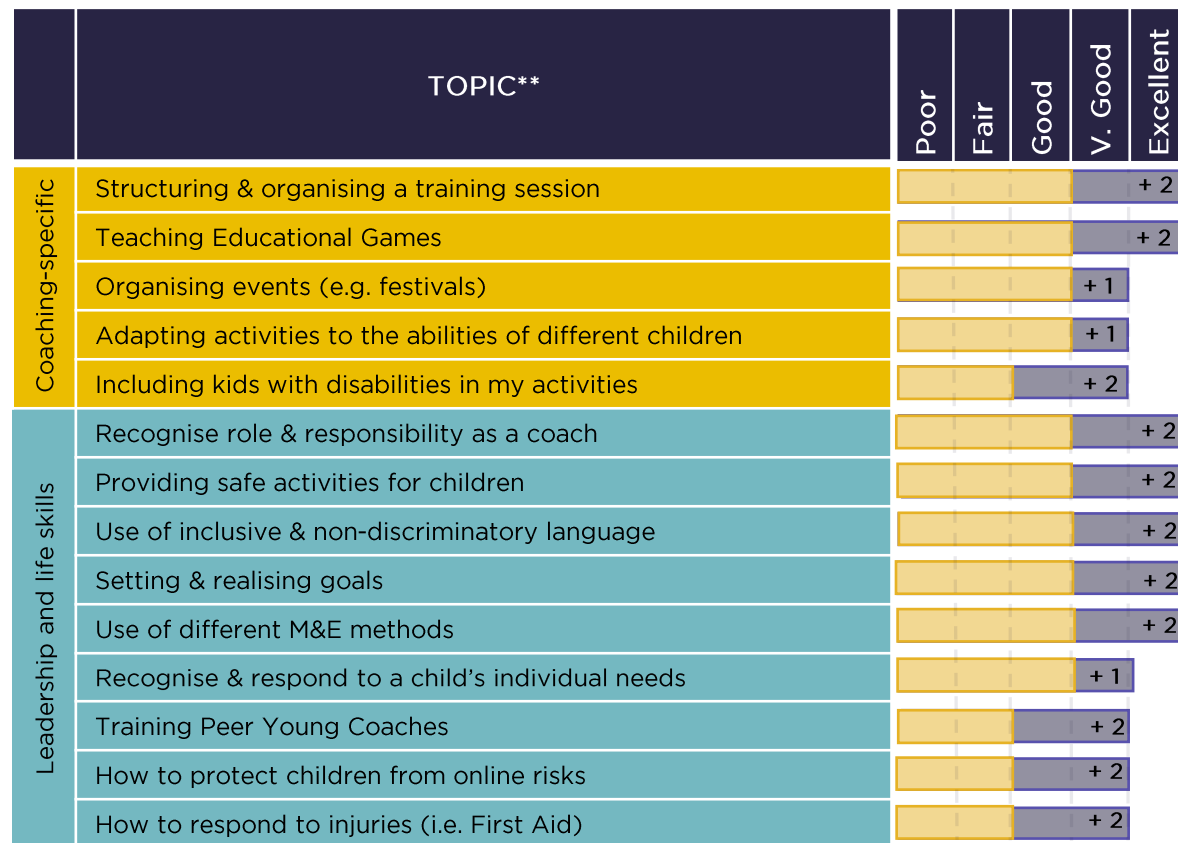 TOPIC**
Poor
Fair
Good
V. Good
Excellent
Coaching-specific
Structuring & organising a training session
+ 2
Teaching Educational Games
+ 2
Organising events (e.g. festivals)
+ 1
Adapting activities to the abilities of different children
+ 1
Including kids with disabilities in my activities
+ 2
Leadership and life skills
Recognise role & responsibility as a coach
+ 2
Providing safe activities for children
+ 2
Use of inclusive & non-discriminatory language
+ 2
Setting & realising goals
+ 2
Use of different M&E methods
+ 2
Recognise & respond to a child’s individual needs
+ 1
Training Peer Young Coaches
+ 2
How to protect children from online risks
+ 2
How to respond to injuries (i.e. First Aid)
+ 2